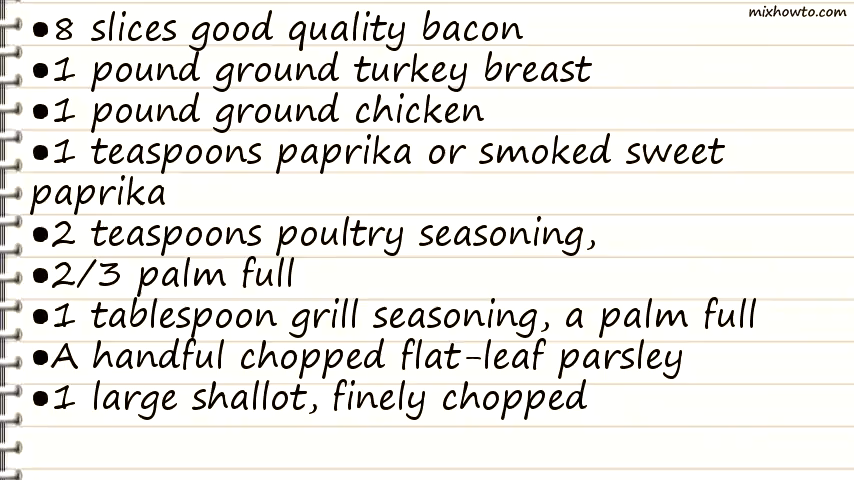 mixhowto.com
•8 slices good quality bacon
•1 pound ground turkey breast
•1 pound ground chicken
•1 teaspoons paprika or smoked sweet
paprika
•2 teaspoons poultry seasoning,
•2/3 palm full
•1 tablespoon grill seasoning, a palm full
•A handful chopped flat-leaf parsley
•1 large shallot, finely chopped